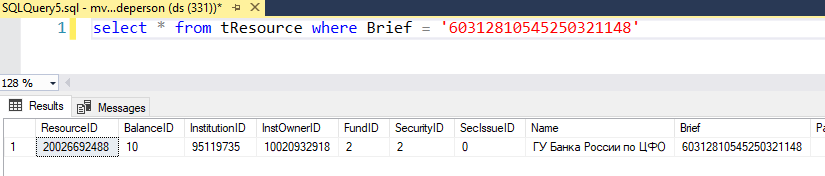 SQLQuery5.sql - mv...deperson (ds (331))*
1 select * from tResource where Brief = '60312810545250321148'
128 %
Results Messages
ResourceID BalanceID InstitutionID InstOwnerID FundID SecurityID SecIssueID Name Brief
1 20026692488 10 95119735 10020932918 2 2 0 ГУ Банка России по ЦФО 60312810545250321148